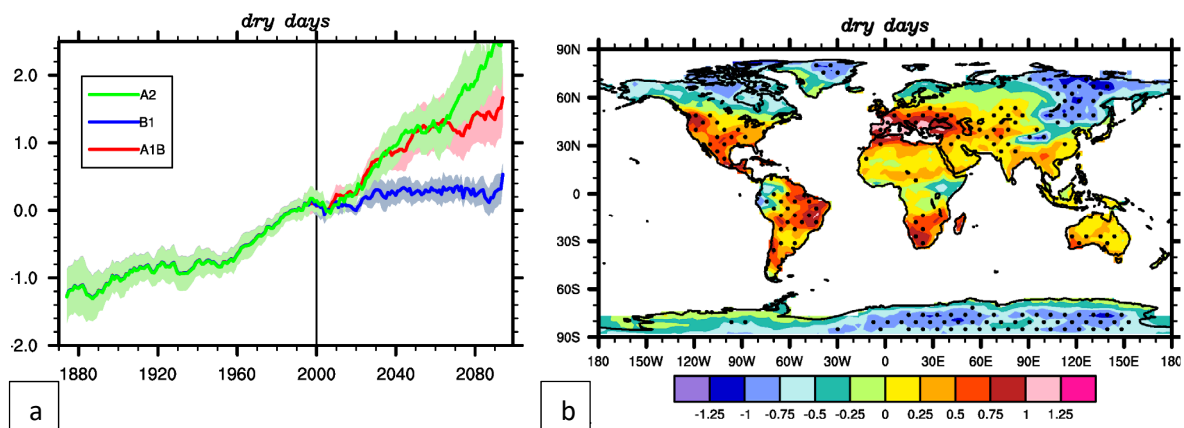 dry days
2.0
1.0
0.0
-1.0
-2.0
A2
B1
A1B
1880 1920 1960 2000 2040 2080
a
dry days
90N
60N
30N
0
30S
60S
90S
180 150W 120W 90W 60W 30W 0 30E 60E 90E 120E 150E 180
-1.25 -1 -0.75 -0.5 -0.25 0 0.25 0.5 0.75 1 1.25
b